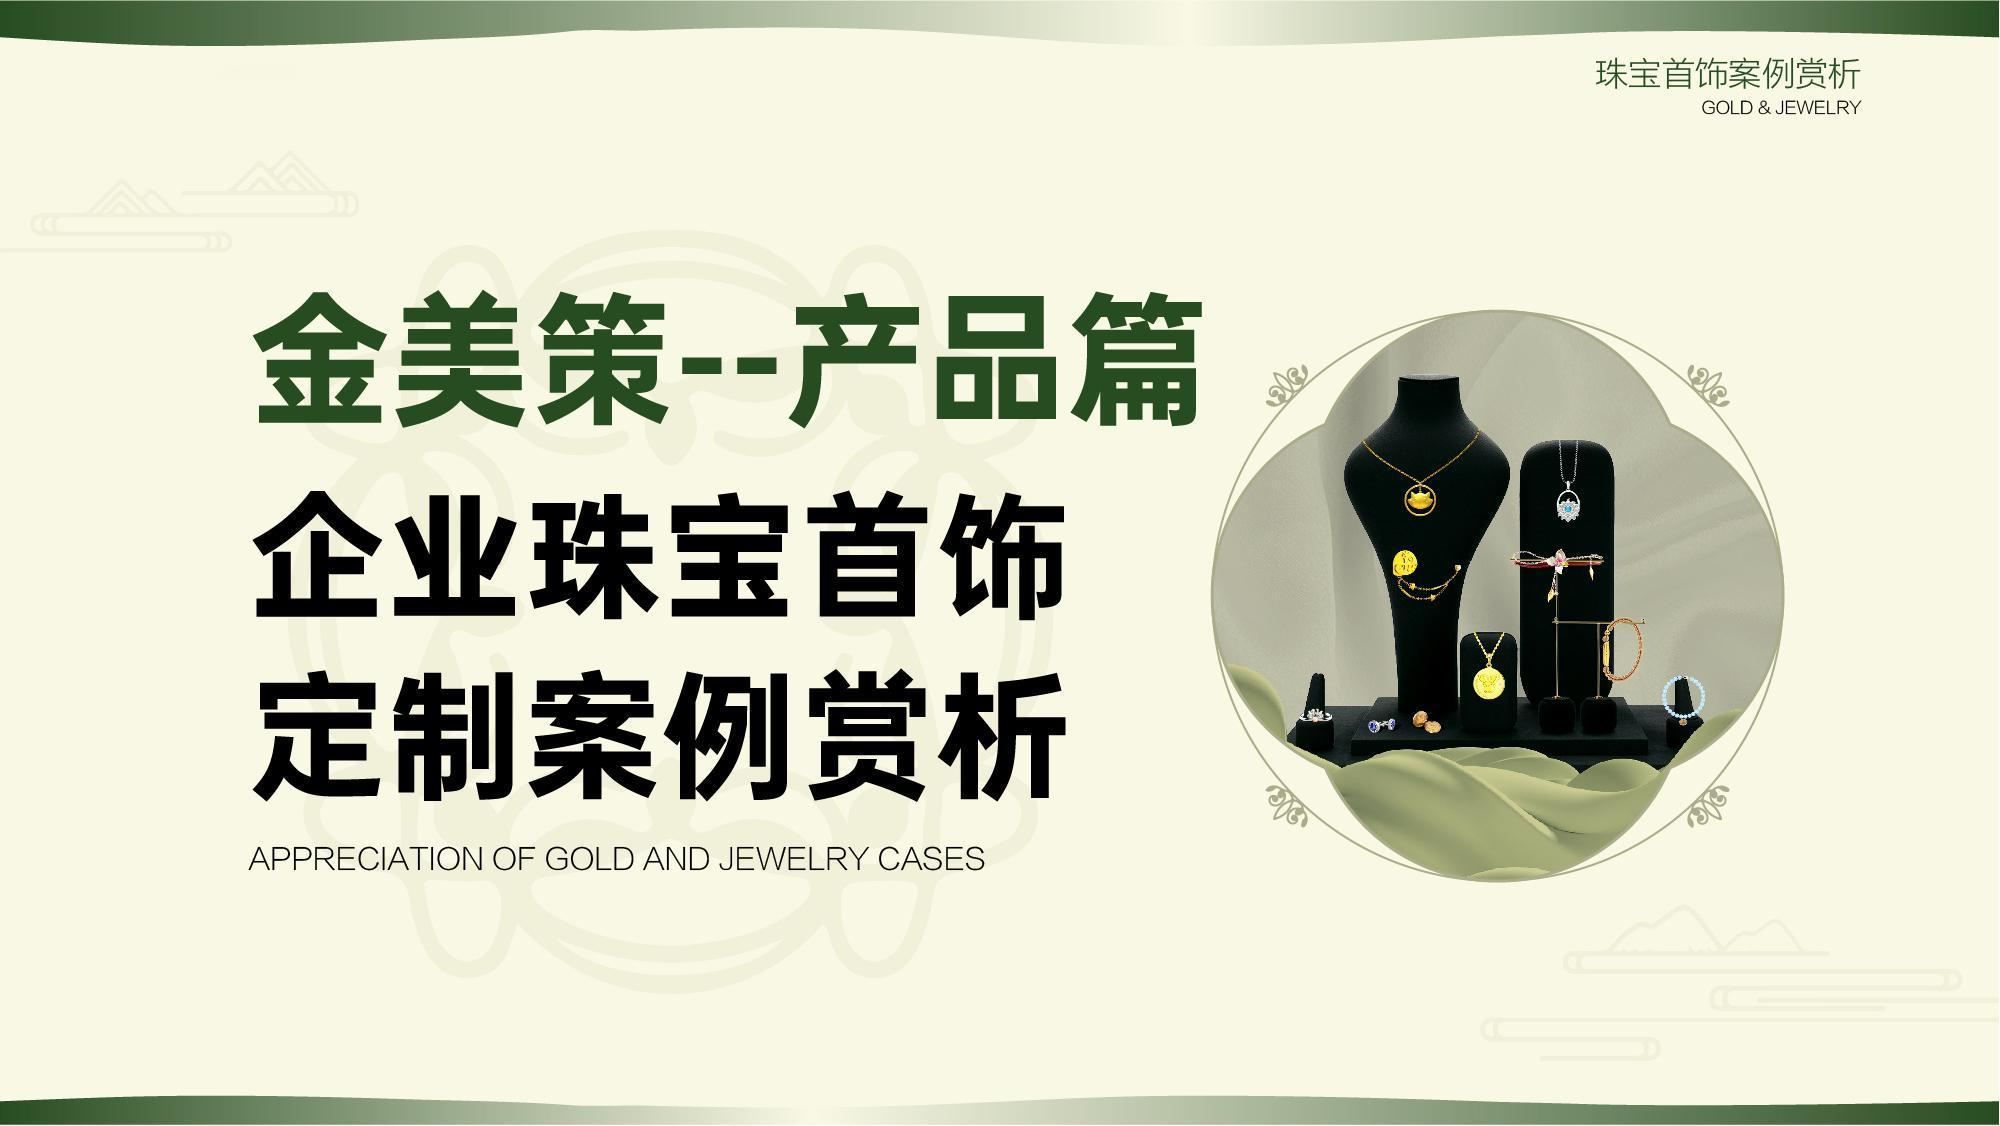 珠宝首饰案例赏析
GOLD & JEWELRY
金美策--产品篇
企业珠宝首饰
定制案例赏析
APPRECIATION OF GOLD AND JEWELRY CASES